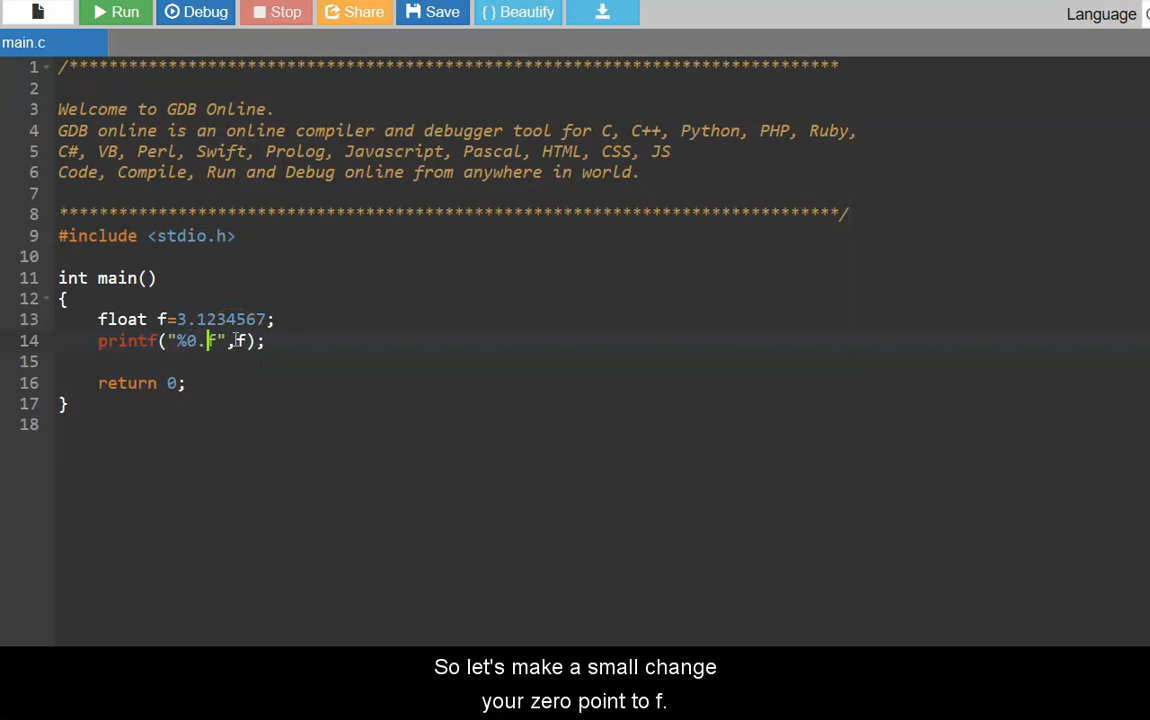 Run Debug Stop Share Save { } Beautify Language
main.c
1 /******************************************************************************
2
3 Welcome to GDB Online.
4 GDB online is an online compiler and debugger tool for C, C++, Python, PHP, Ruby,
5 C#, VB, Perl, Swift, Prolog, Javascript, Pascal, HTML, CSS, JS
6 Code, Compile, Run and Debug online from anywhere in world.
7
8 *******************************************************************************/
9 #include <stdio.h>
10
11 int main()
12 {
13 float f=3.1234567;
14 printf("%0.f",f);
15
16 return 0;
17 }
18
So let's make a small change
your zero point to f.